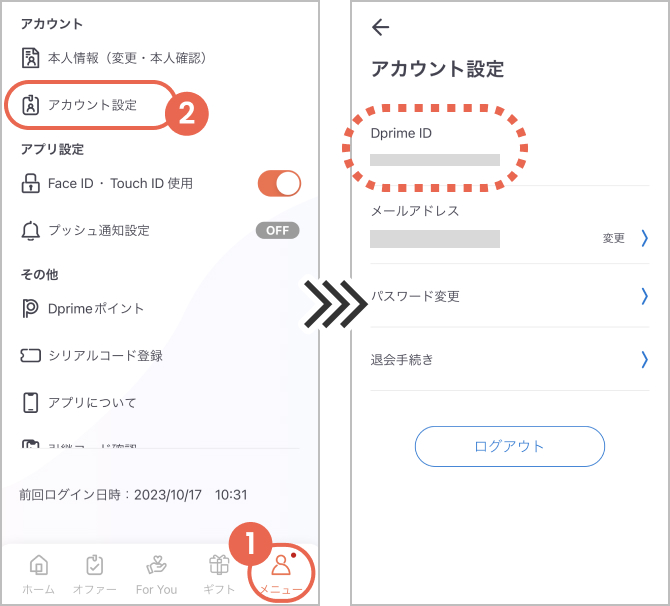 アカウント
本人情報（変更・本人確認）
アカウント設定
2
アプリ設定
Face ID・Touch ID 使用
プッシュ通知設定
OFF
その他
Dprimeポイント
シリアルコード登録
アプリについて
前回ログイン日時：2023/10/17 10:31
1
ホーム
オファー
For You
ギフト
メニュー
アカウント設定
Dprime ID
メールアドレス
変更
パスワード変更
退会手続き
ログアウト